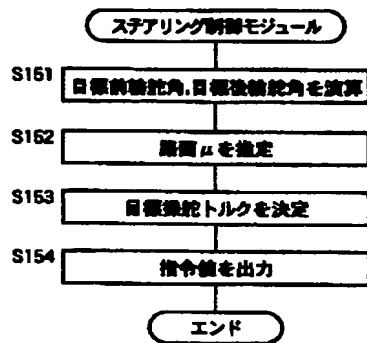 ステアリング制御モジュール
S151
目標前輪舵角,目標後輪舵角を演算
S152
路面μを推定
S153
目標操舵トルクを決定
S154
指令値を出力
エンド